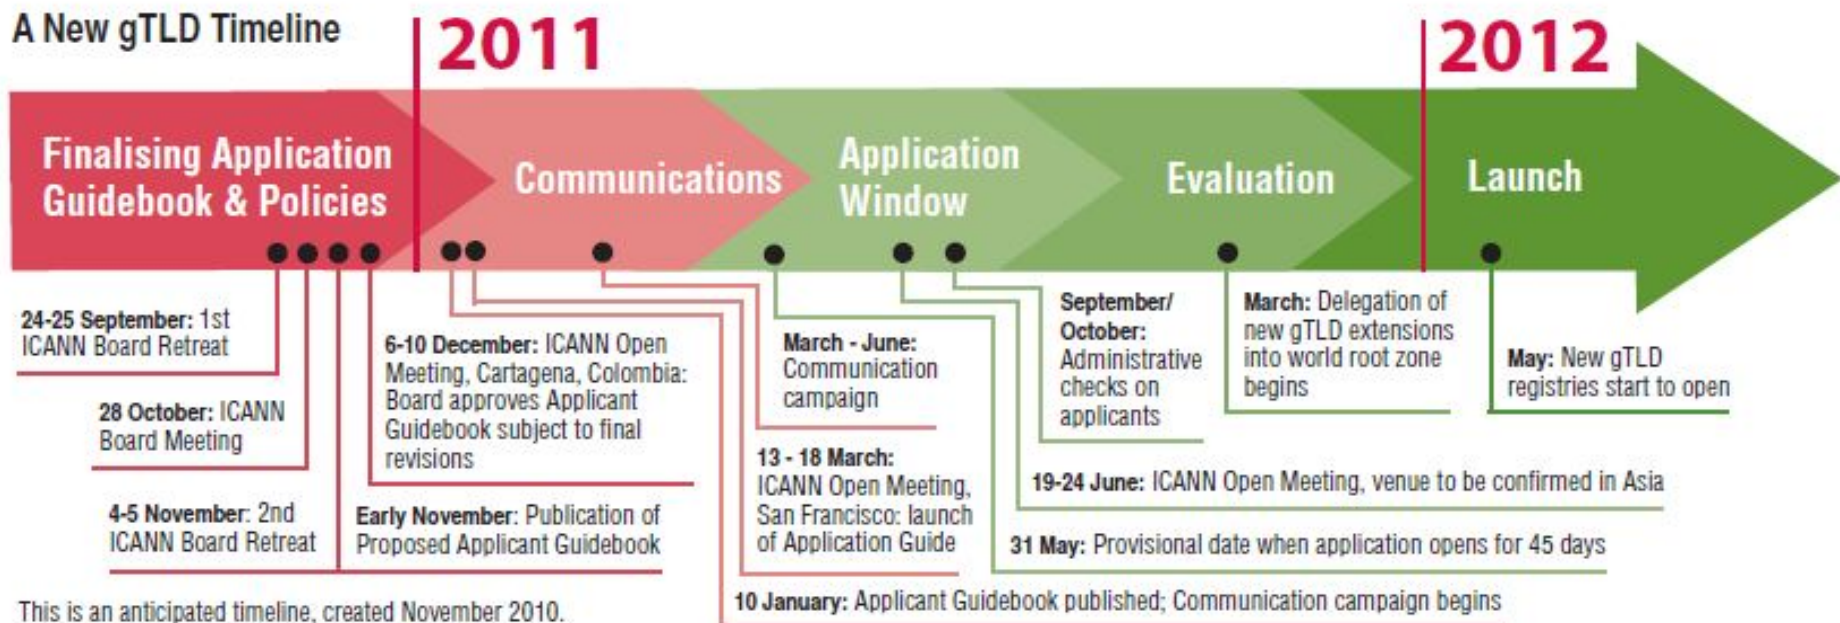 A New gTLD Timeline
2011
2012
Finalising Application
Guidebook & Policies
Communications
Application
Window
Evaluation
Launch
24-25 September: 1st
ICANN Board Retreat
28 October: ICANN
Board Meeting
4-5 November: 2nd
ICANN Board Retreat
Early November: Publication of
Proposed Applicant Guidebook
6-10 December: ICANN Open
Meeting, Cartagena, Colombia:
Board approves Applicant
Guidebook subject to final
revisions
March - June:
Communication
campaign
13 - 18 March:
ICANN Open Meeting,
San Francisco: launch
of Application Guide
September/
October:
Administrative
checks on
applicants
March: Delegation of
new gTLD extensions
into world root zone
begins
May: New gTLD
registries start to open
19-24 June: ICANN Open Meeting, venue to be confirmed in Asia
31 May: Provisional date when application opens for 45 days
10 January: Applicant Guidebook published; Communication campaign begins
This is an anticipated timeline, created November 2010.